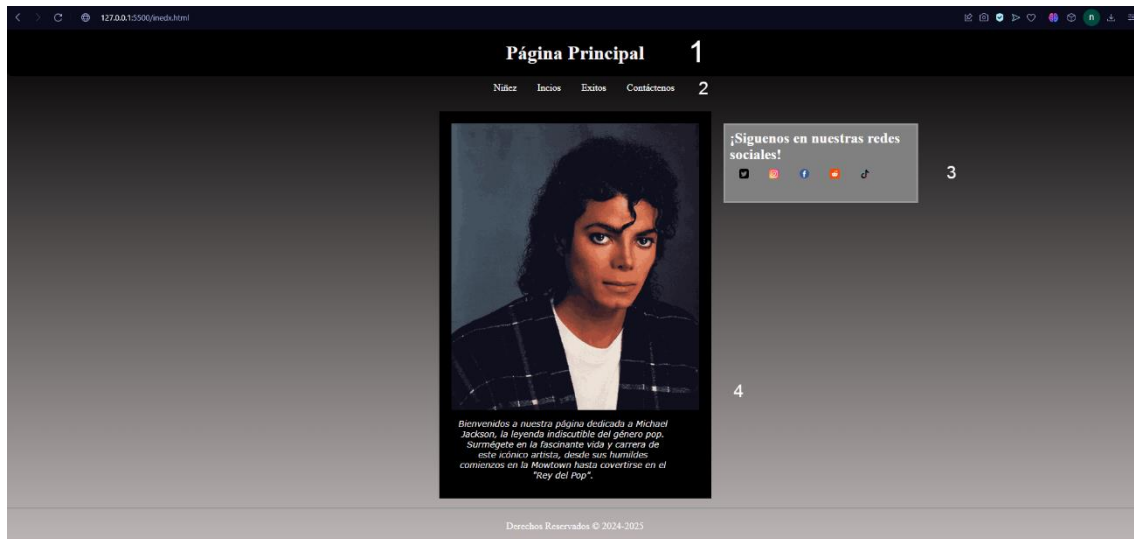 127.0.0.1:5500/inedx.html
n
Página Principal
1
Niñez Incios Exitos Contáctenos
2
¡Siguenos en nuestras redes
sociales!
3
4
Bienvenidos a nuestra página dedicada a Michael
Jackson, la leyenda indiscutible del género pop.
Surmégete en la fascinante vida y carrera de
este icónico artista, desde sus humildes
comienzos en la Mowtown hasta covertirse en el
"Rey del Pop".
Derechos Reservados © 2024-2025